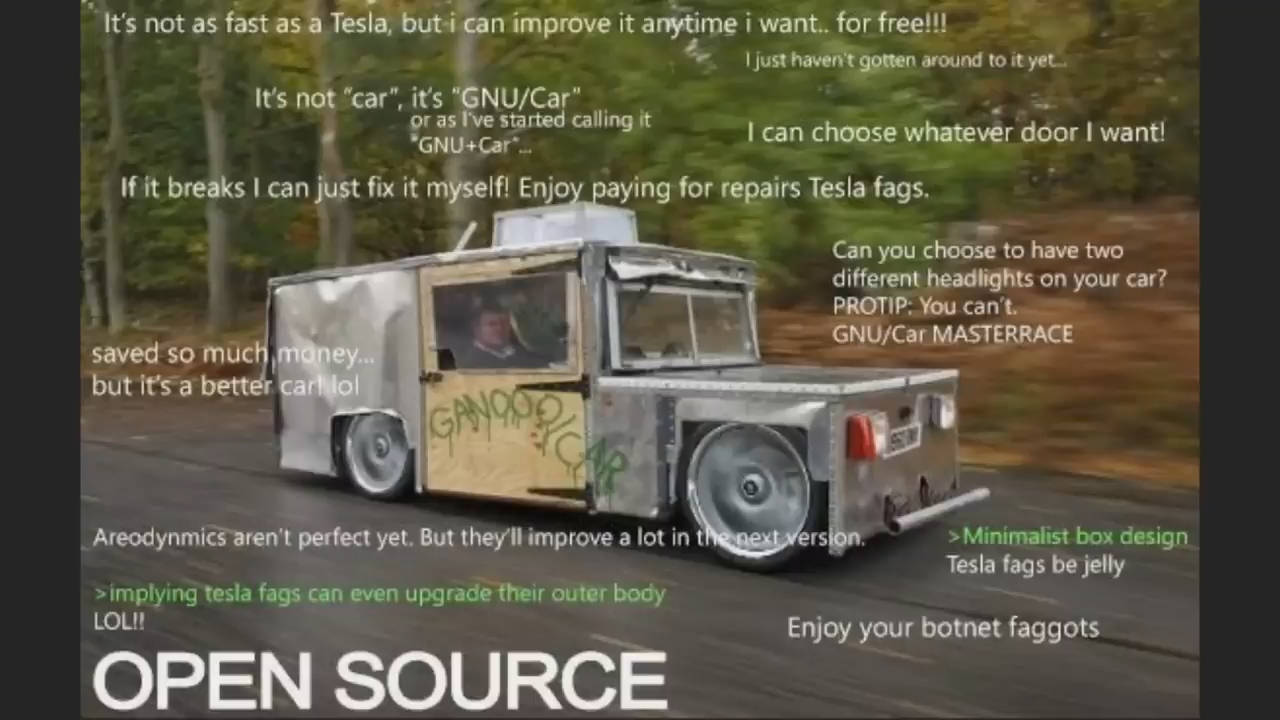 It's not as fast as a Tesla, but i can improve it anytime i want.. for free!!!
I just haven't gotten around to it yet...
It's not "car", it's "GNU/Car"
or as I've started calling it
"GNU+Car"...
I can choose whatever door I want!
If it breaks I can just fix it myself! Enjoy paying for repairs Tesla fags.
Can you choose to have two
different headlights on your car?
PROTIP: You can't.
GNU/Car MASTERRACE
saved so much money...
but it's a better car! lol
GANOOO/CAR
Areodynmics aren't perfect yet. But they'll improve a lot in the next version.
>Minimalist box design
Tesla fags be jelly
>implying tesla fags can even upgrade their outer body
LOL!!
Enjoy your botnet faggots
OPEN SOURCE